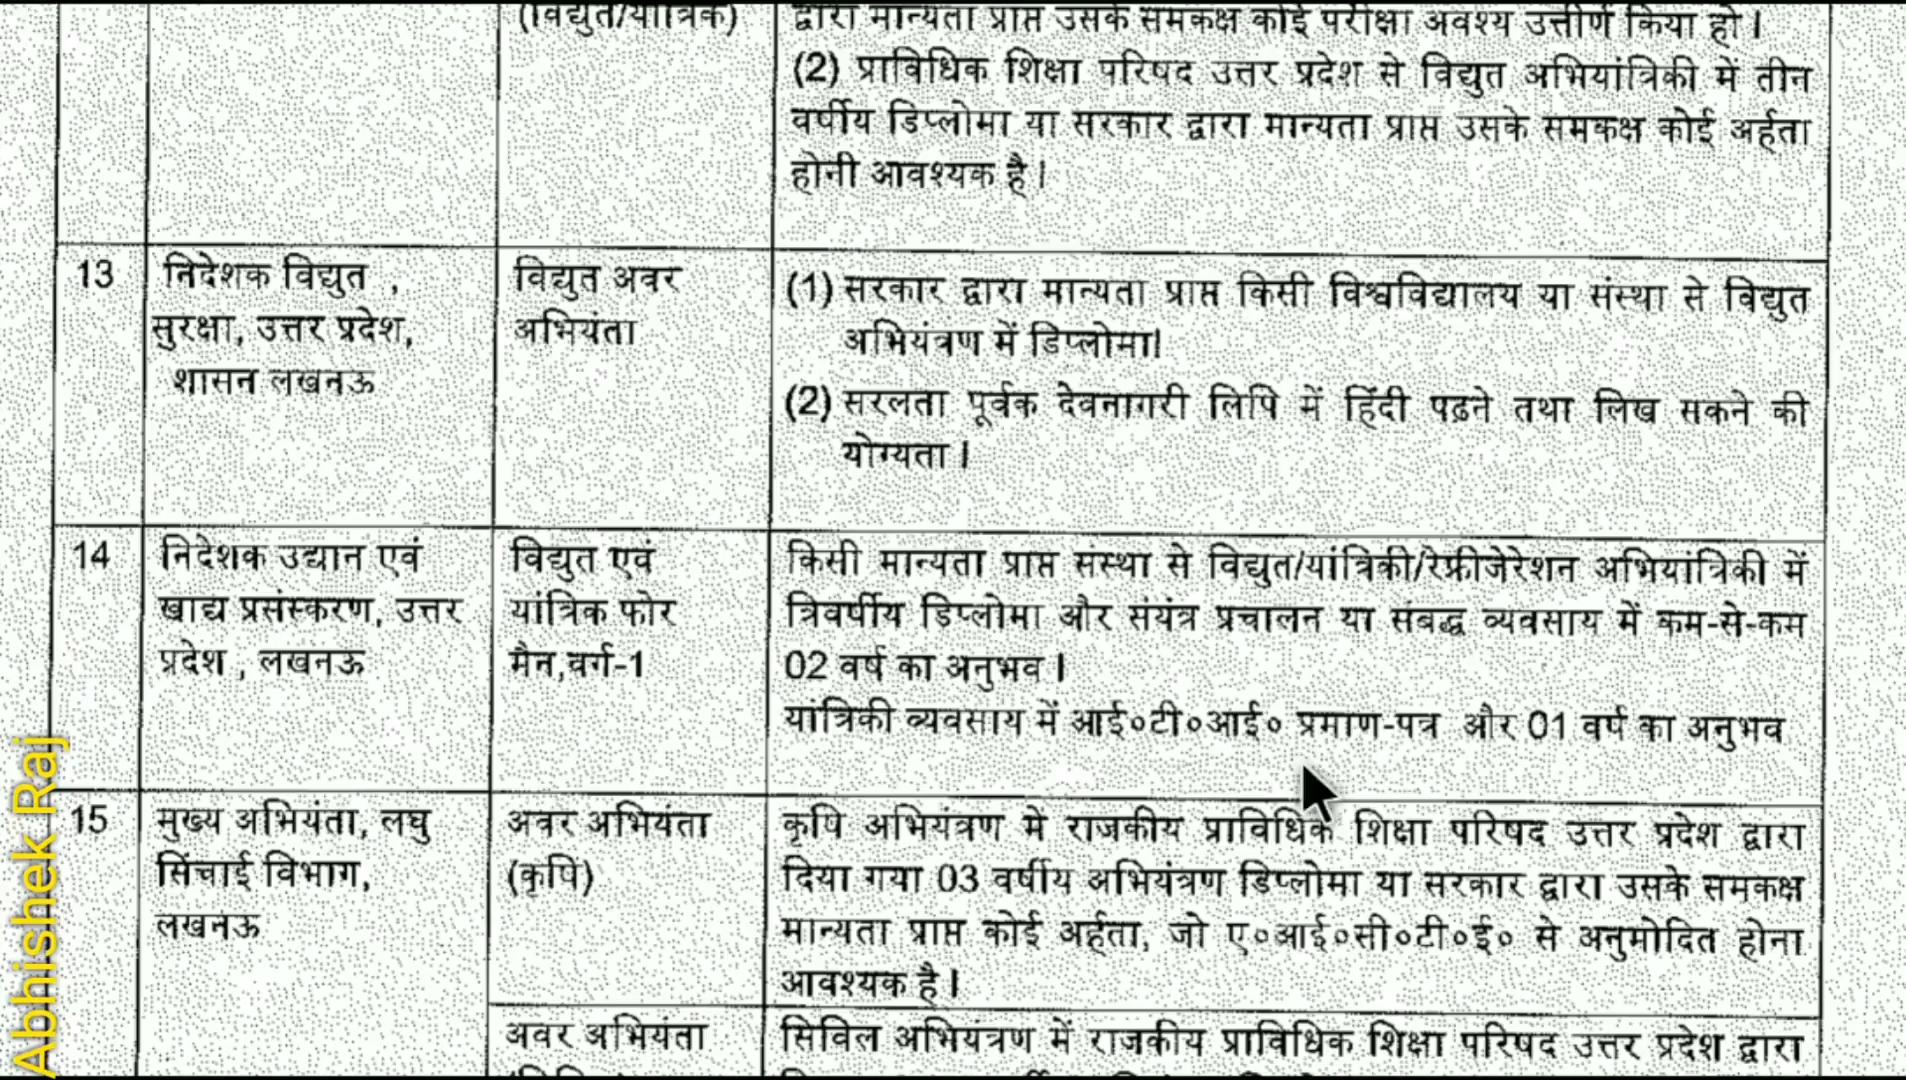 (विद्युत/यांत्रिक)
द्वारा मान्यता प्राप्त उसके समकक्ष कोई परीक्षा अवश्य उत्तीर्ण किया हो।
(2) प्राविधिक शिक्षा परिषद उत्तर प्रदेश से विद्युत अभियांत्रिकी में तीन
वर्षीय डिप्लोमा या सरकार द्वारा मान्यता प्राप्त उसके समकक्ष कोई अर्हता
होनी आवश्यक है।
13
निदेशक विद्युत ,
सुरक्षा, उत्तर प्रदेश,
शासन लखनऊ
विद्युत अवर
अभियंता
(1) सरकार द्वारा मान्यता प्राप्त किसी विश्वविद्यालय या संस्था से विद्युत
अभियंत्रण में डिप्लोमा।
(2) सरलता पूर्वक देवनागरी लिपि में हिंदी पढ़ने तथा लिख सकने की
योग्यता।
14
निदेशक उद्यान एवं
खाद्य प्रसंस्करण, उत्तर
प्रदेश , लखनऊ
विद्युत एवं
यांत्रिक फोर
मैन,वर्ग-1
किसी मान्यता प्राप्त संस्था से विद्युत/यांत्रिकी/रेफ्रीजेरेशन अभियांत्रिकी में
त्रिवर्षीय डिप्लोमा और संयंत्र प्रचालन या संबद्ध व्यवसाय में कम-से-कम
02 वर्ष का अनुभव।
यांत्रिकी व्यवसाय में आई०टी०आई० प्रमाण-पत्र और 01 वर्ष का अनुभव
15
मुख्य अभियंता, लघु
सिंचाई विभाग,
लखनऊ
अवर अभियंता
(कृषि)
कृषि अभियंत्रण में राजकीय प्राविधिक शिक्षा परिषद उत्तर प्रदेश द्वारा
दिया गया 03 वर्षीय अभियंत्रण डिप्लोमा या सरकार द्वारा उसके समकक्ष
मान्यता प्राप्त कोई अर्हता, जो ए०आई०सी०टी०ई० से अनुमोदित होना
आवश्यक है।
अवर अभियंता
सिविल अभियंत्रण में राजकीय प्राविधिक शिक्षा परिषद उत्तर प्रदेश द्वारा
Abhishek Raj